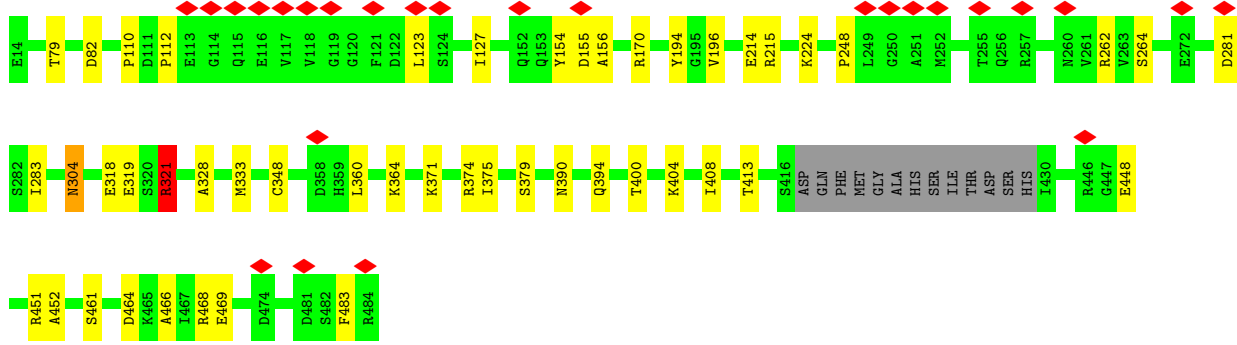 E14 T79 D82 P110 D111 P112 E113 G114 Q115 E116 V117 V118 G119 G120 F121 D122 L123 S124 I127 Q152 Q153 Y154 D155 A156 R170 Y194 G195 V196 E214 R215 K224 P248 L249 G250 A251 M252 T255 Q256 R257 N260 V261 R262 V263 S264 E272 D281
S282 I283 N304 E318 E319 S320 R321 A328 M333 C348 D358 H359 L360 K364 K371 R374 I375 S379 N390 Q394 T400 K404 I408 T413 S416 ASP GLN PHE MET GLY ALA HIS SER ILE THR ASP SER HIS I430 R446 G447 E448
R451 A452 S461 D464 K465 A466 I467 R468 E469 D474 D481 S482 F483 R484